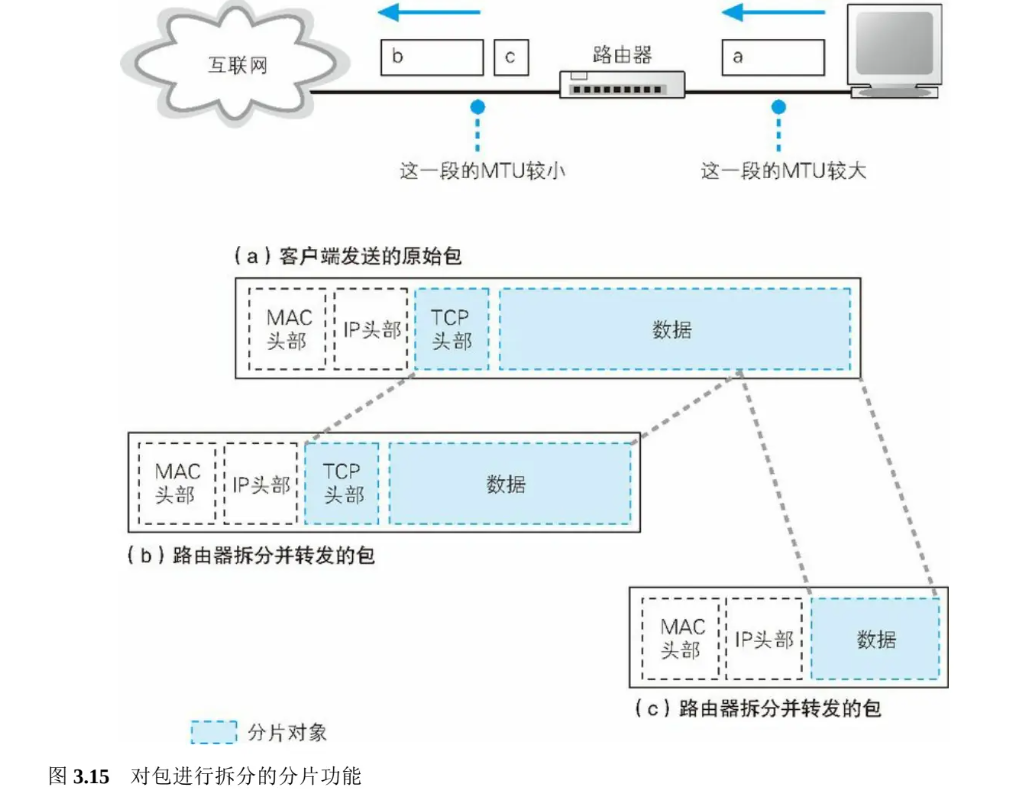 互联网
b
c
路由器
a
这一段的MTU较小
这一段的MTU较大
(a)客户端发送的原始包
MAC
头部
IP头部
TCP
头部
数据
MAC
头部
IP头部
TCP
头部
数据
(b)路由器拆分并转发的包
MAC
头部
IP头部
数据
(c)路由器拆分并转发的包
分片对象
图 3.15 对包进行拆分的分片功能